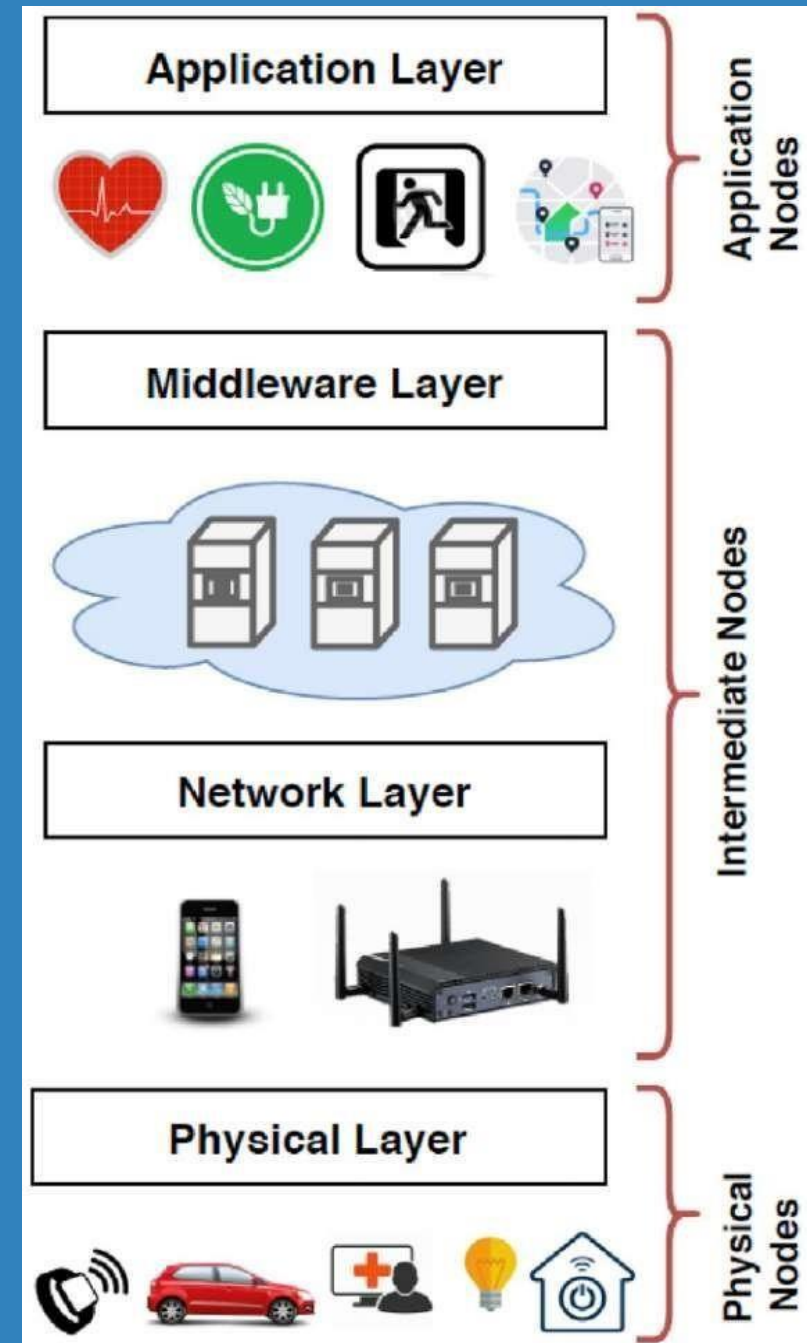 Application Layer
Application
Nodes
Middleware Layer
Intermediate Nodes
Network Layer
Physical Layer
Physical
Nodes